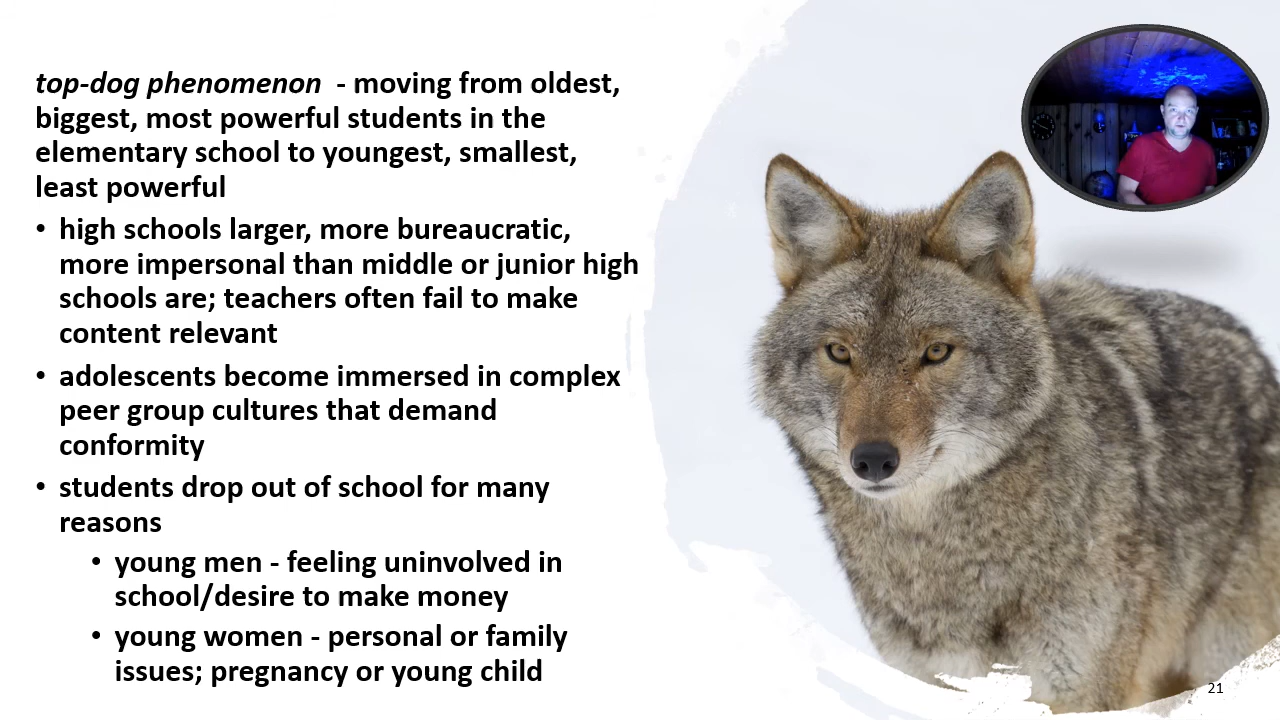 top-dog phenomenon - moving from oldest,
biggest, most powerful students in the
elementary school to youngest, smallest,
least powerful
• high schools larger, more bureaucratic,
more impersonal than middle or junior high
schools are; teachers often fail to make
content relevant
• adolescents become immersed in complex
peer group cultures that demand
conformity
• students drop out of school for many
reasons
• young men - feeling uninvolved in
school/desire to make money
• young women - personal or family
issues; pregnancy or young child
21